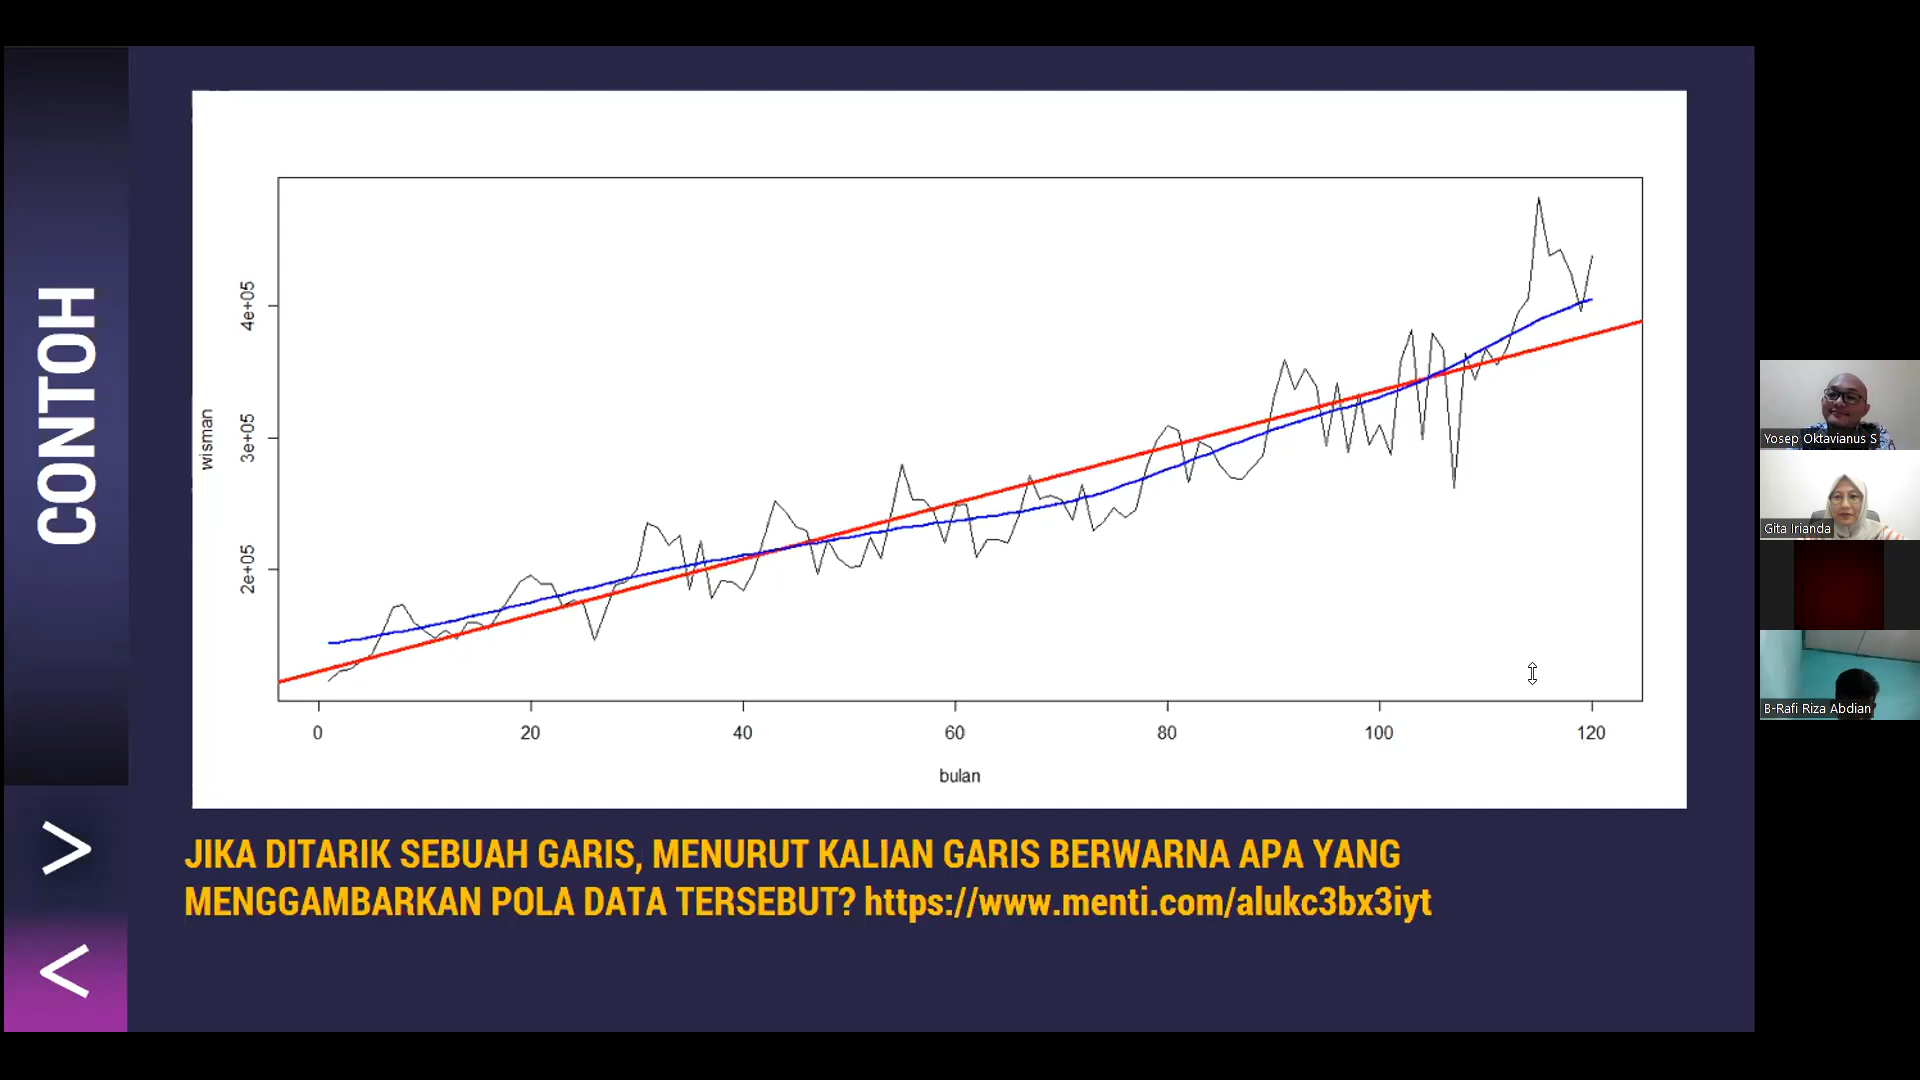 CONTOH
wisman
4e+05
3e+05
2e+05
0 20 40 60 80 100 120
bulan
JIKA DITARIK SEBUAH GARIS, MENURUT KALIAN GARIS BERWARNA APA YANG
MENGGAMBARKAN POLA DATA TERSEBUT? https://www.menti.com/alukc3bx3iyt
Yosep Oktavianus S
Gita Irianda
B-Rafi Riza Abdian